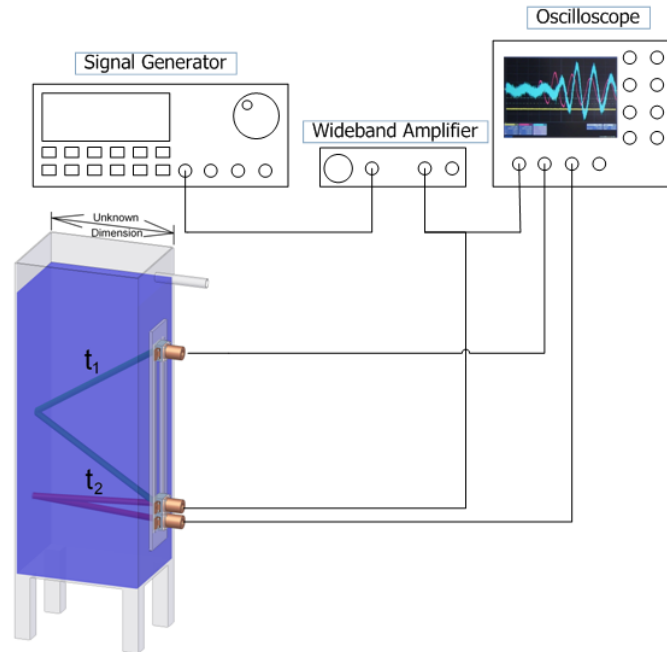 Oscilloscope
Signal Generator
Wideband Amplifier
Unknown
Dimension
t₁
t₂